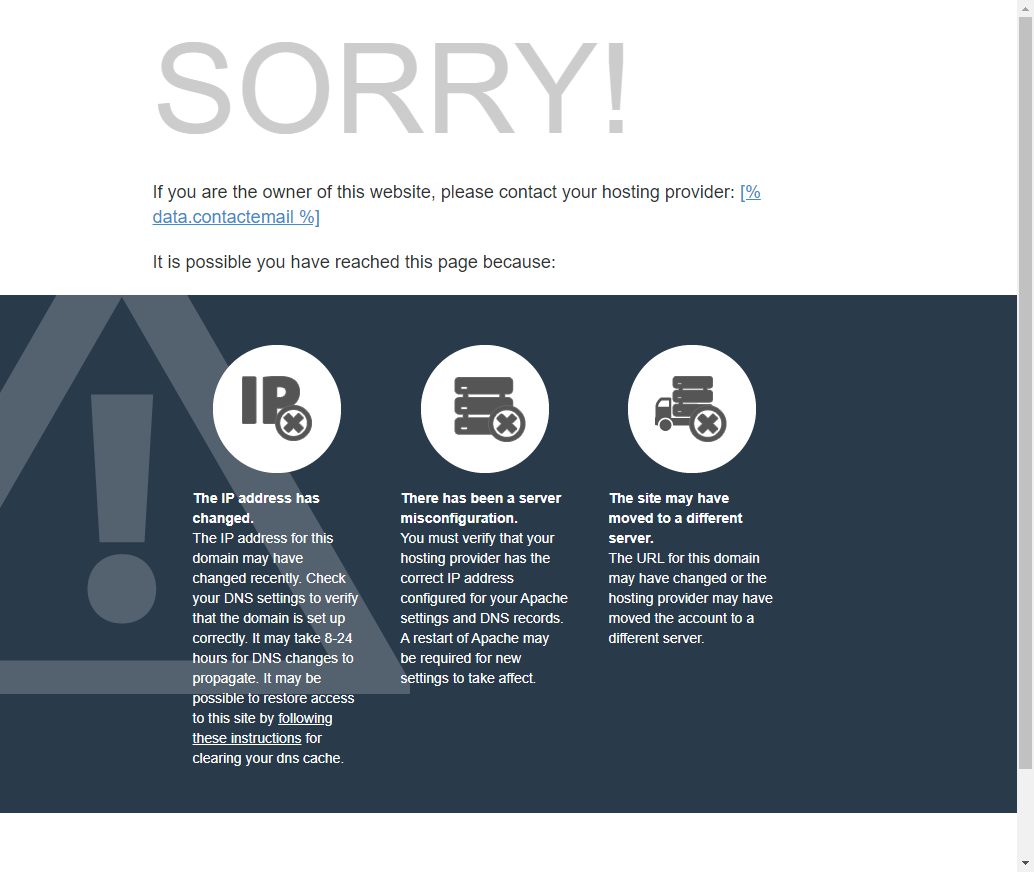 SORRY!
If you are the owner of this website, please contact your hosting provider: [%
data.contactemail %]
It is possible you have reached this page because:
IP
The IP address has
changed.
The IP address for this
domain may have
changed recently. Check
your DNS settings to verify
that the domain is set up
correctly. It may take 8-24
hours for DNS changes to
propagate. It may be
possible to restore access
to this site by following
these instructions for
clearing your dns cache.
There has been a server
misconfiguration.
You must verify that your
hosting provider has the
correct IP address
configured for your Apache
settings and DNS records.
A restart of Apache may
be required for new
settings to take affect.
The site may have
moved to a different
server.
The URL for this domain
may have changed or the
hosting provider may have
moved the account to a
different server.